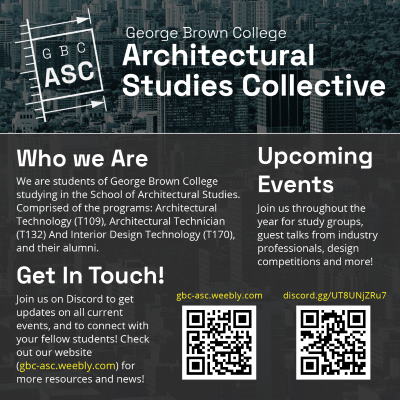 G B C
ASC
George Brown College
Architectural
Studies Collective
Who we Are
We are students of George Brown College
studying in the School of Architectural Studies.
Comprised of the programs: Architectural
Technology (T109), Architectural Technician
(T132) And Interior Design Technology (T170),
and their alumni.
Upcoming
Events
Join us throughout the
year for study groups,
guest talks from industry
professionals, design
competitions and more!
Get In Touch!
Join us on Discord to get
updates on all current
events, and to connect with
your fellow students! Check
out our website
(gbc-asc.weebly.com) for
more resources and news!
gbc-asc.weebly.com
discord.gg/UT8UNjZRu7